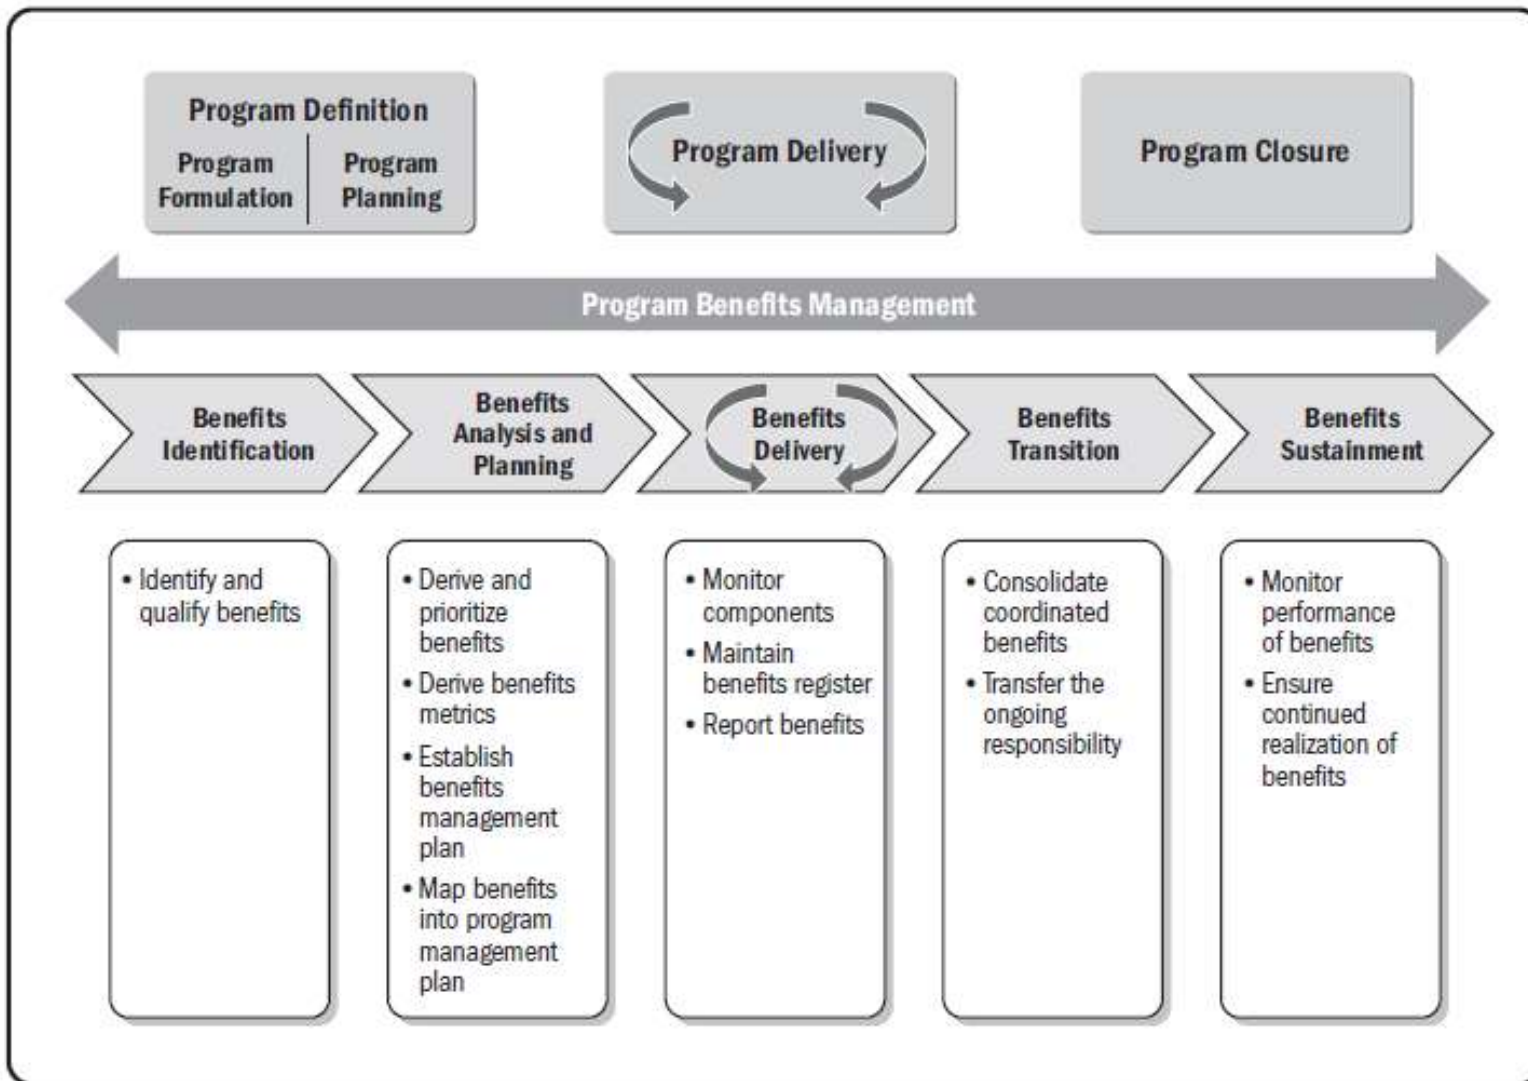 Program Definition
Program
Formulation
Program
Planning
Program Delivery
Program Closure
Program Benefits Management
Benefits
Identification
Benefits
Analysis and
Planning
Benefits
Delivery
Benefits
Transition
Benefits
Sustainment
• Identify and
qualify benefits
• Derive and
prioritize
benefits
• Derive benefits
metrics
• Establish
benefits
management
plan
• Map benefits
into program
management
plan
• Monitor
components
• Maintain
benefits register
• Report benefits
• Consolidate
coordinated
benefits
• Transfer the
ongoing
responsibility
• Monitor
performance
of benefits
• Ensure
continued
realization of
benefits